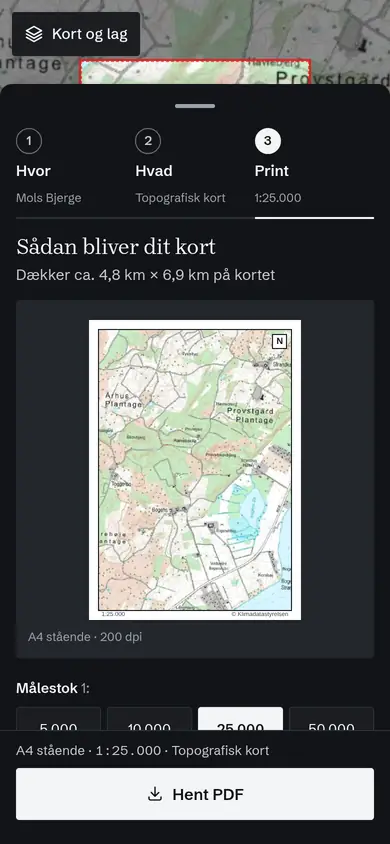 Kort og lag
Provstgård
1
2
3
Hvor
Hvad
Print
Mols Bjerge
Topografisk kort
1:25.000
Sådan bliver dit kort
Dækker ca. 4,8 km × 6,9 km på kortet
N
Århus
Plantage
Provstgård
Plantage
1:25.000
© Klimadatastyrelsen
A4 stående · 200 dpi
Målestok 1:
5.000
10.000
25.000
50.000
A4 stående · 1:25.000 · Topografisk kort
Hent PDF